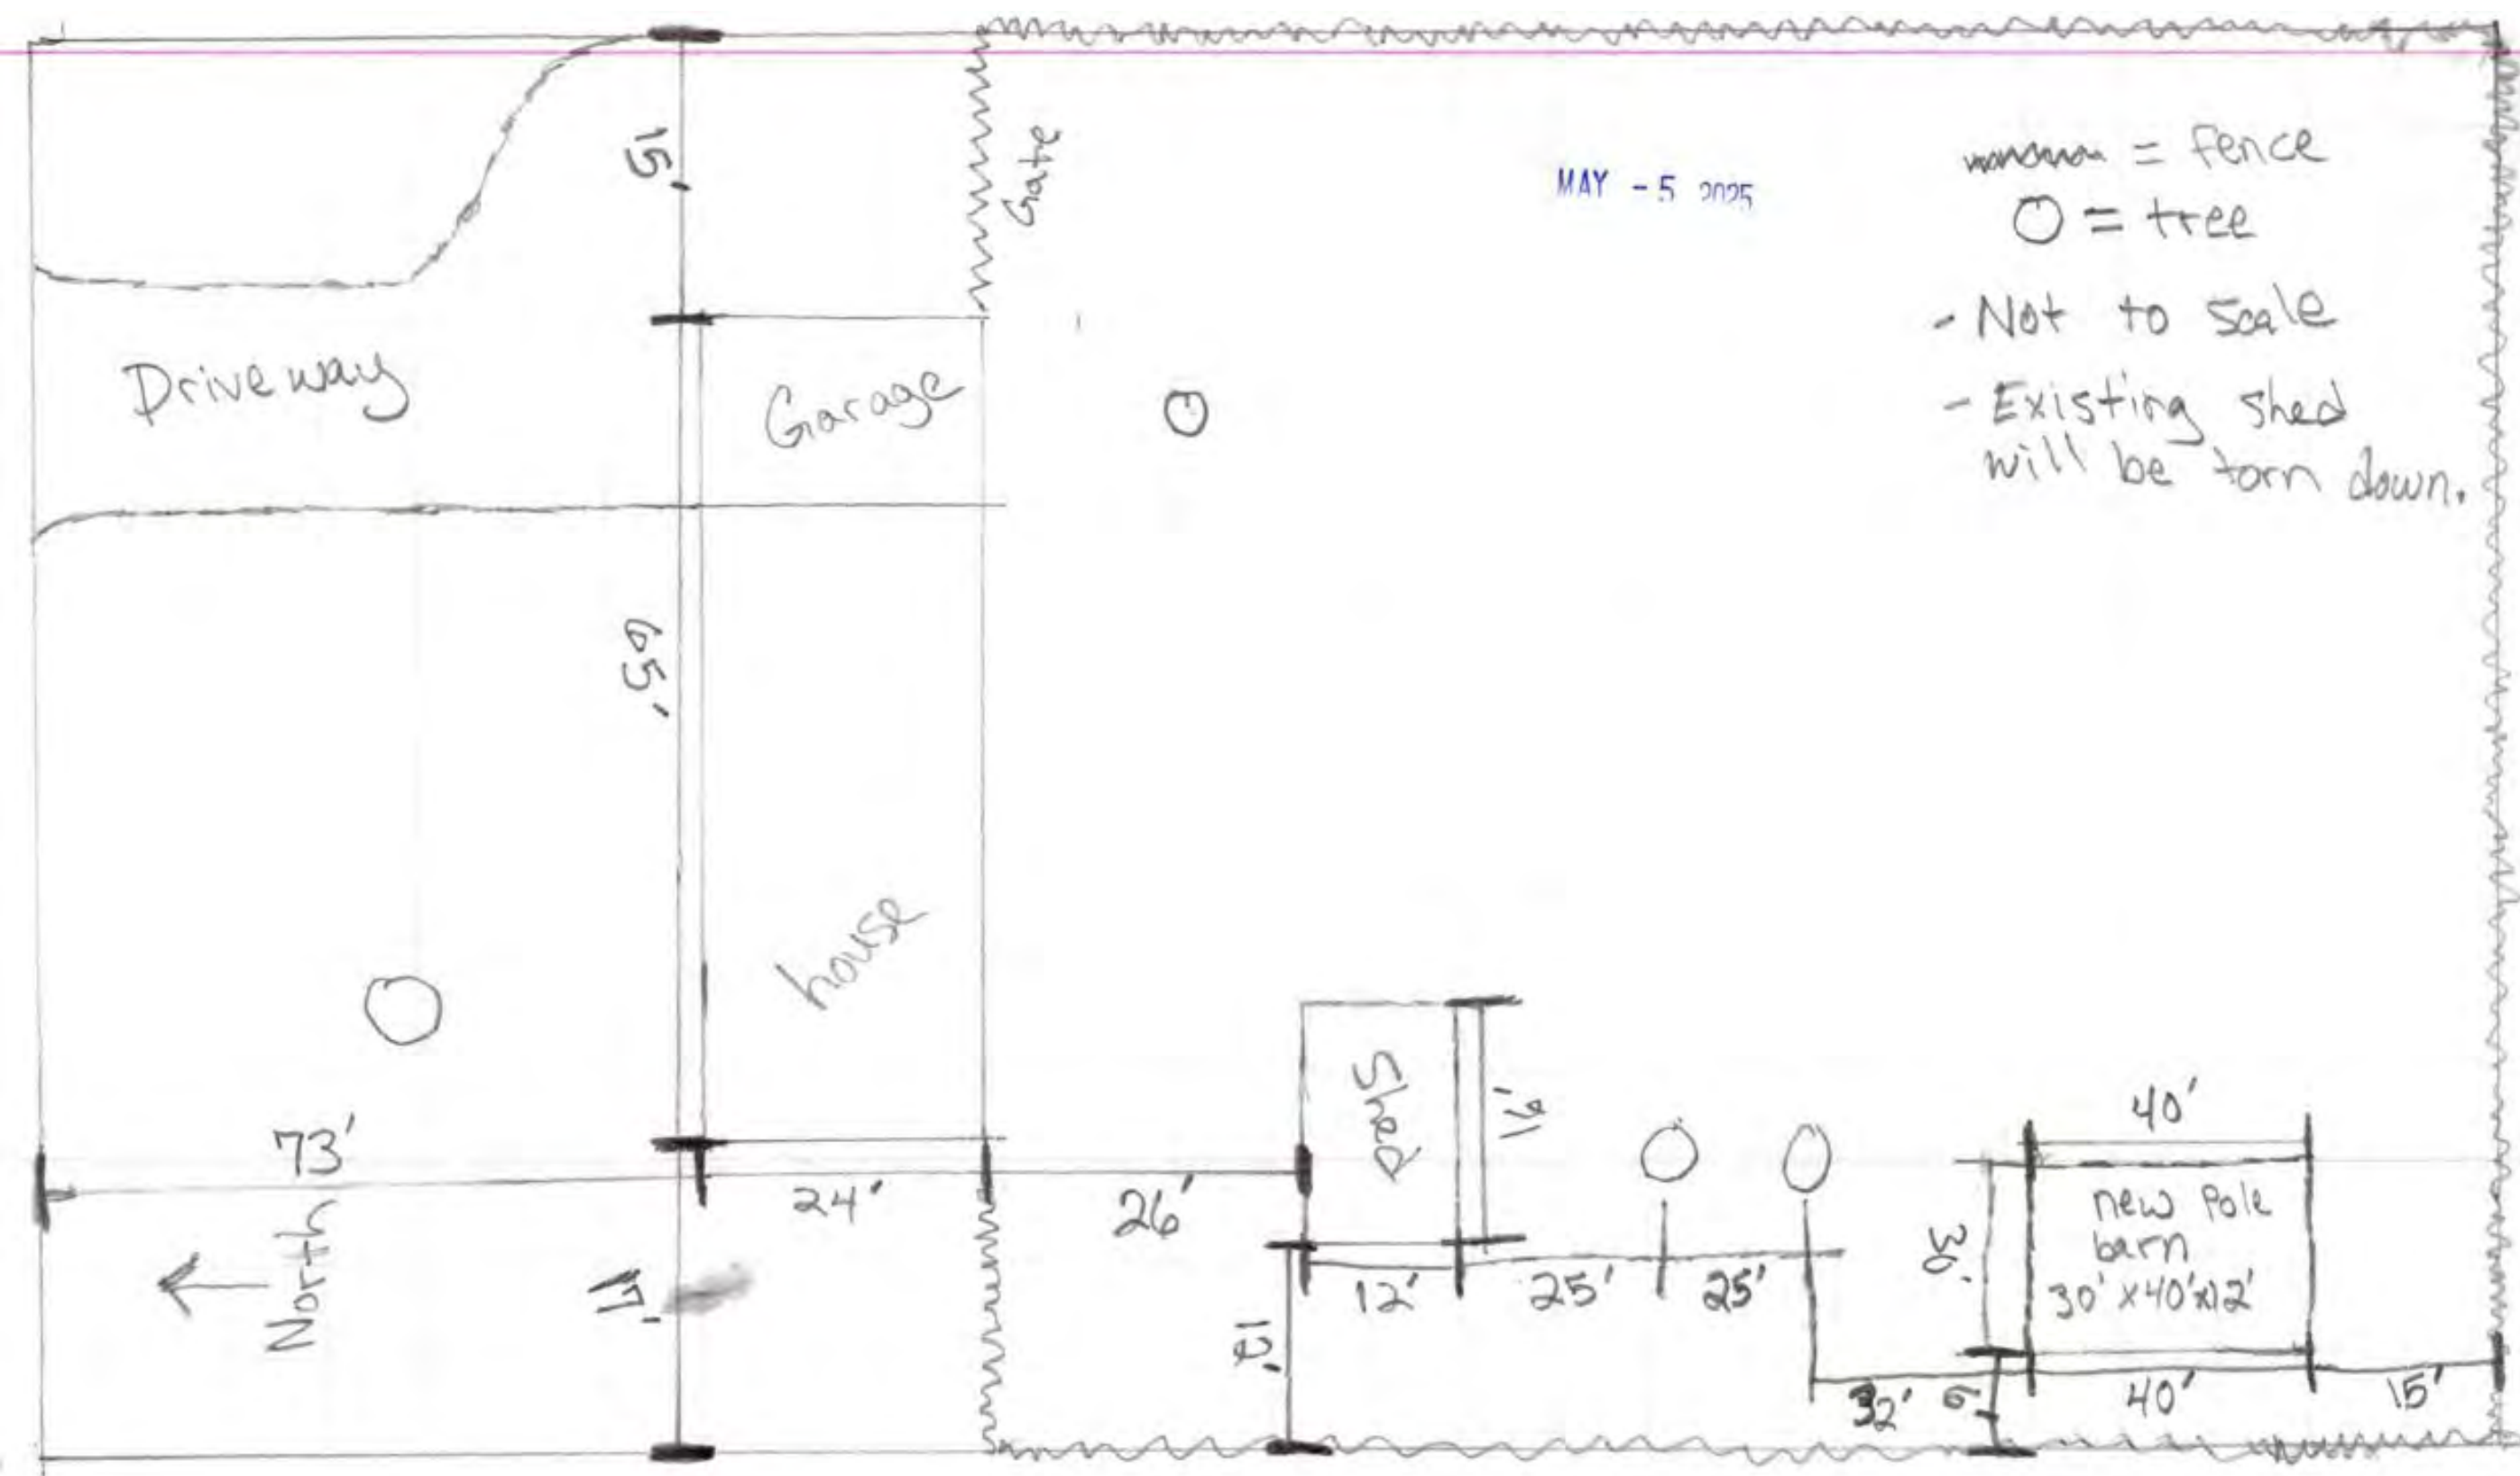 15'
Gate
MAY - 5 2025
= fence
= tree
- Not to scale
- Existing shed
will be torn down.
Driveway
Garage
65'
house
73'
North
24'
26'
17'
Shed
12'
25'
25'
40'
30'
new Pole
barn
30'x40'x12'
32'
40'
15'